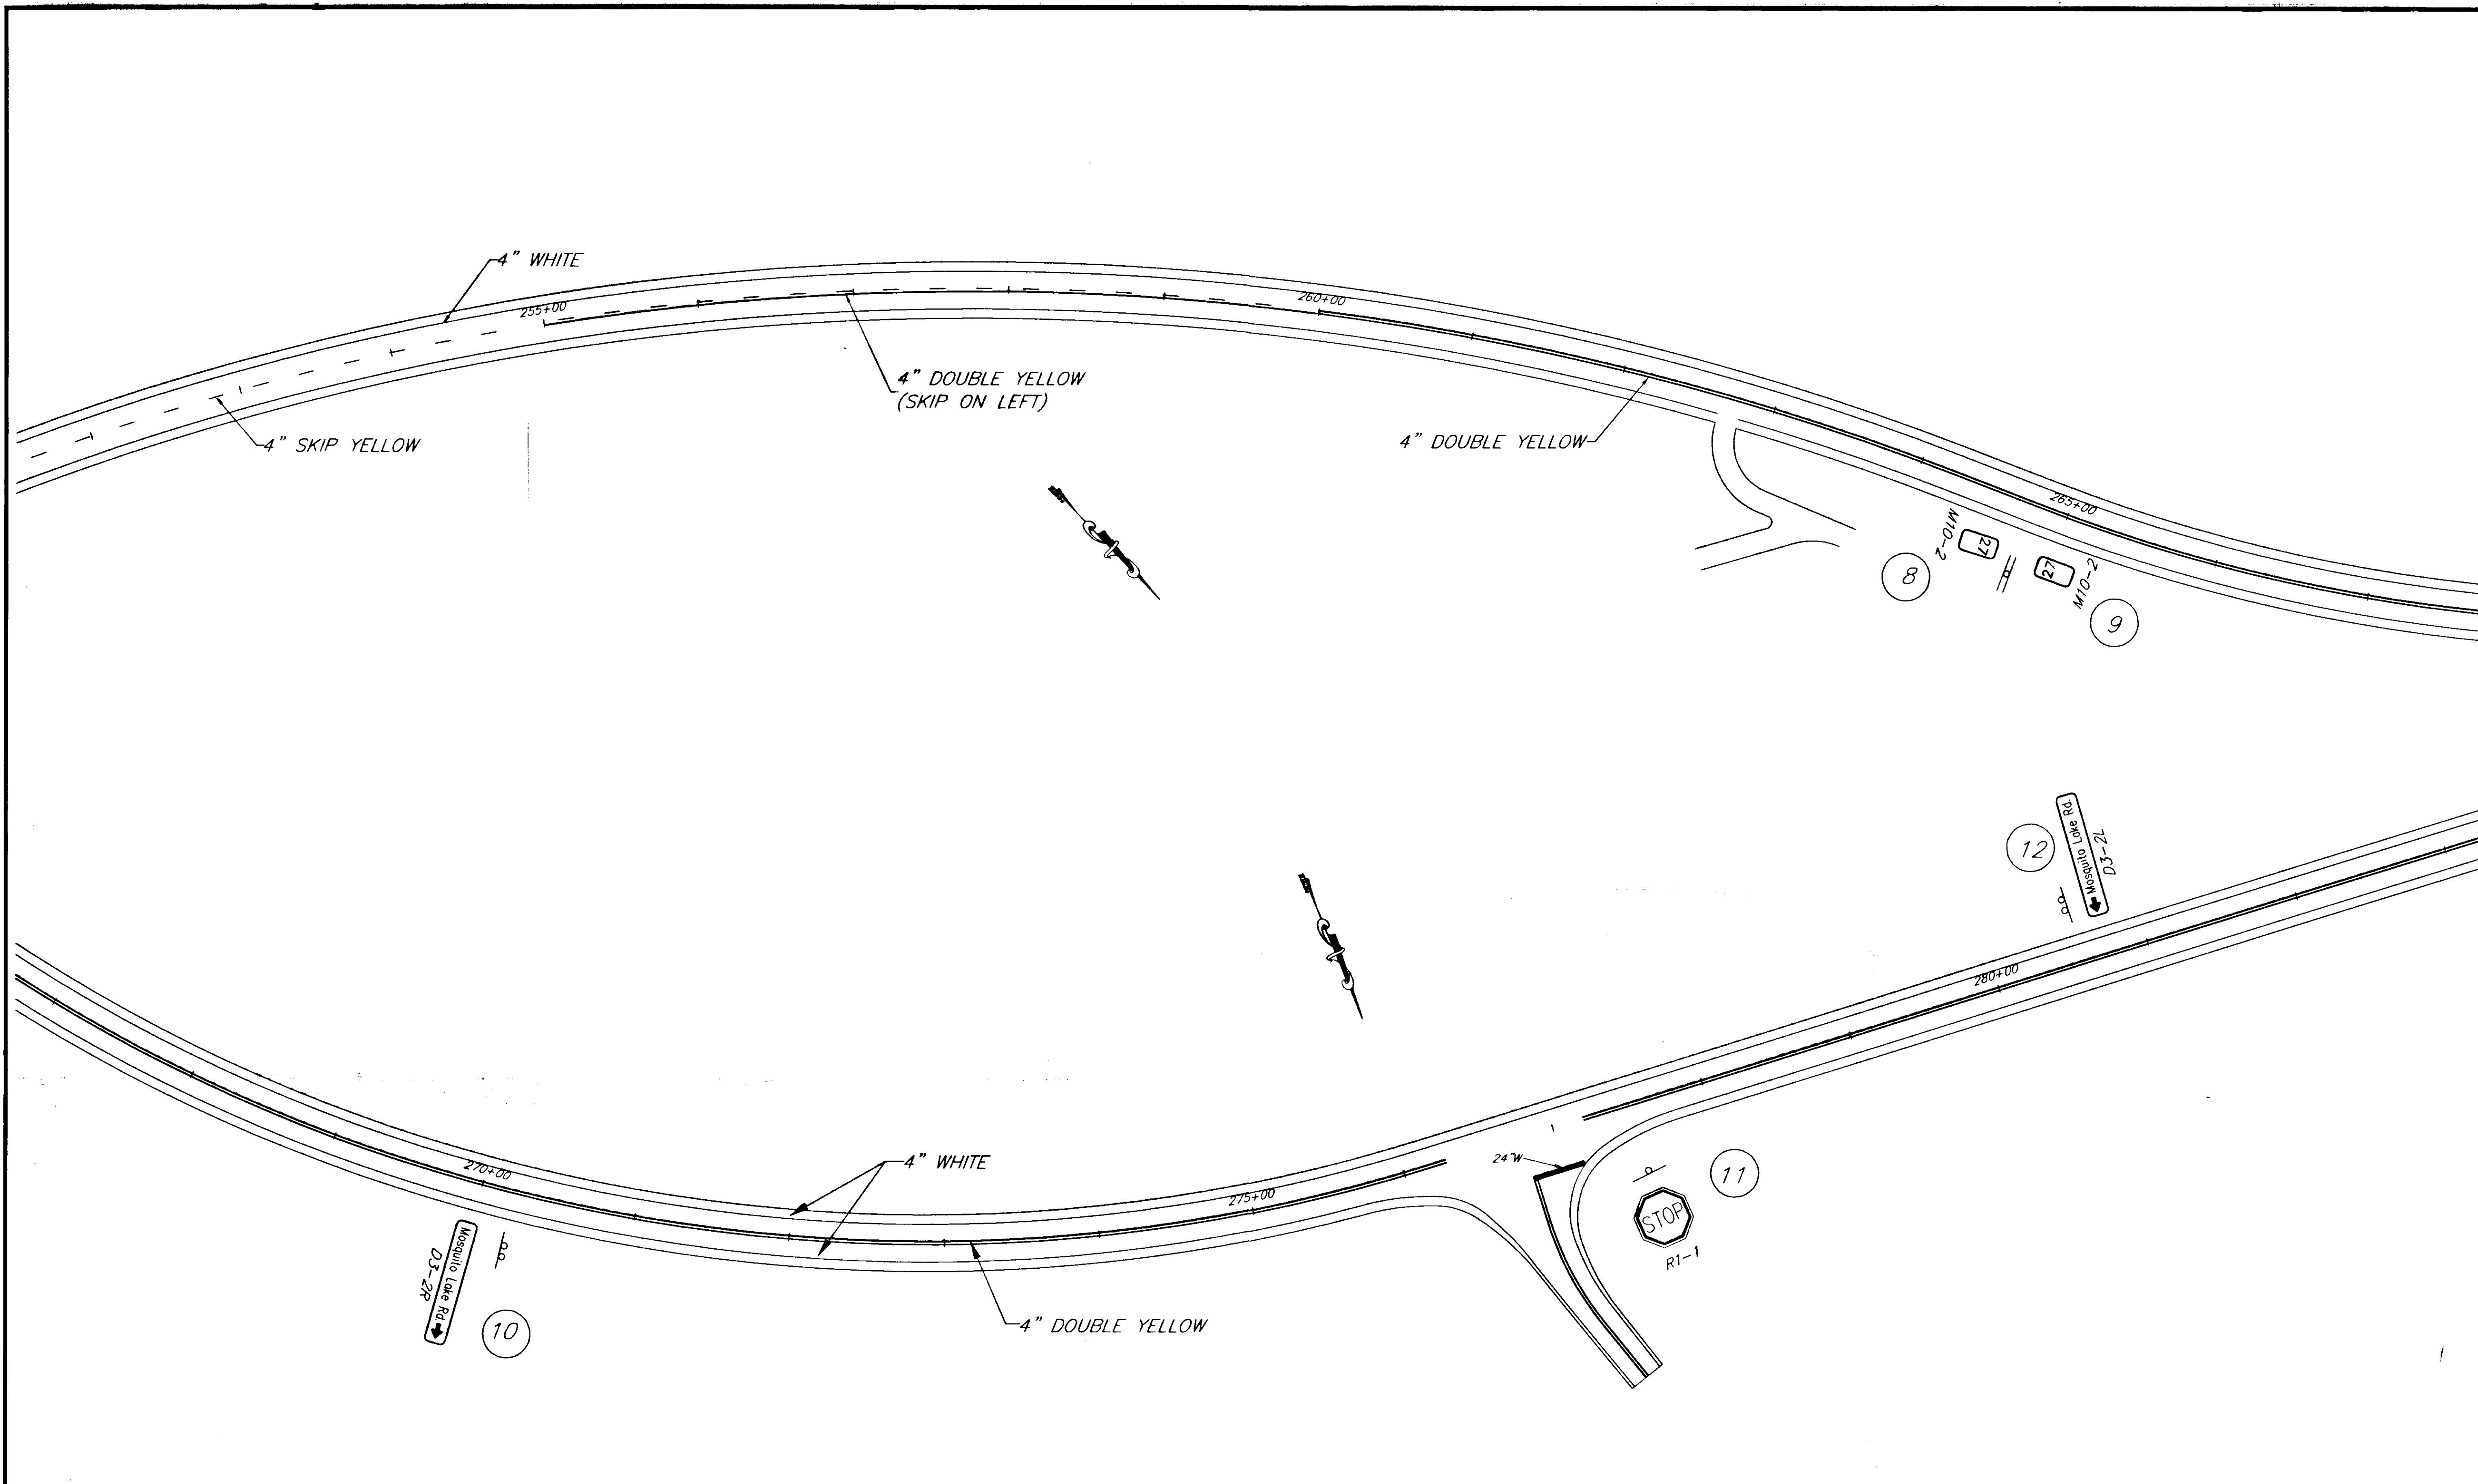 4" WHITE
255+00
260+00
4" DOUBLE YELLOW
(SKIP ON LEFT)
4" SKIP YELLOW
4" DOUBLE YELLOW
265+00
M10-2
27
27
M10-2
8
9
12
Mosquito Lake Rd.
D3-2L
280+00
270+00
4" WHITE
275+00
24"W
11
STOP
R1-1
Mosquito Lake Rd.
D3-2R
10
4" DOUBLE YELLOW